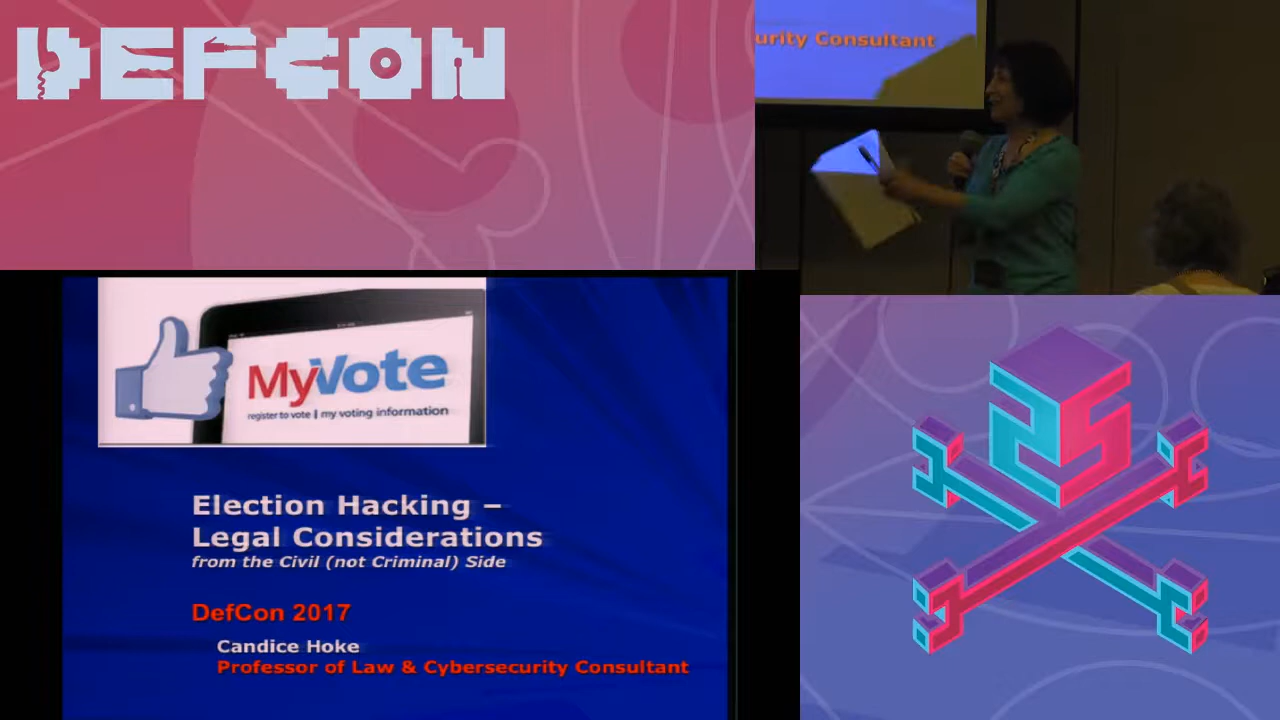 DEFCON
urity Consultant
MyVote
register to vote | my voting information
Election Hacking –
Legal Considerations
from the Civil (not Criminal) Side
DefCon 2017
Candice Hoke
Professor of Law & Cybersecurity Consultant
25